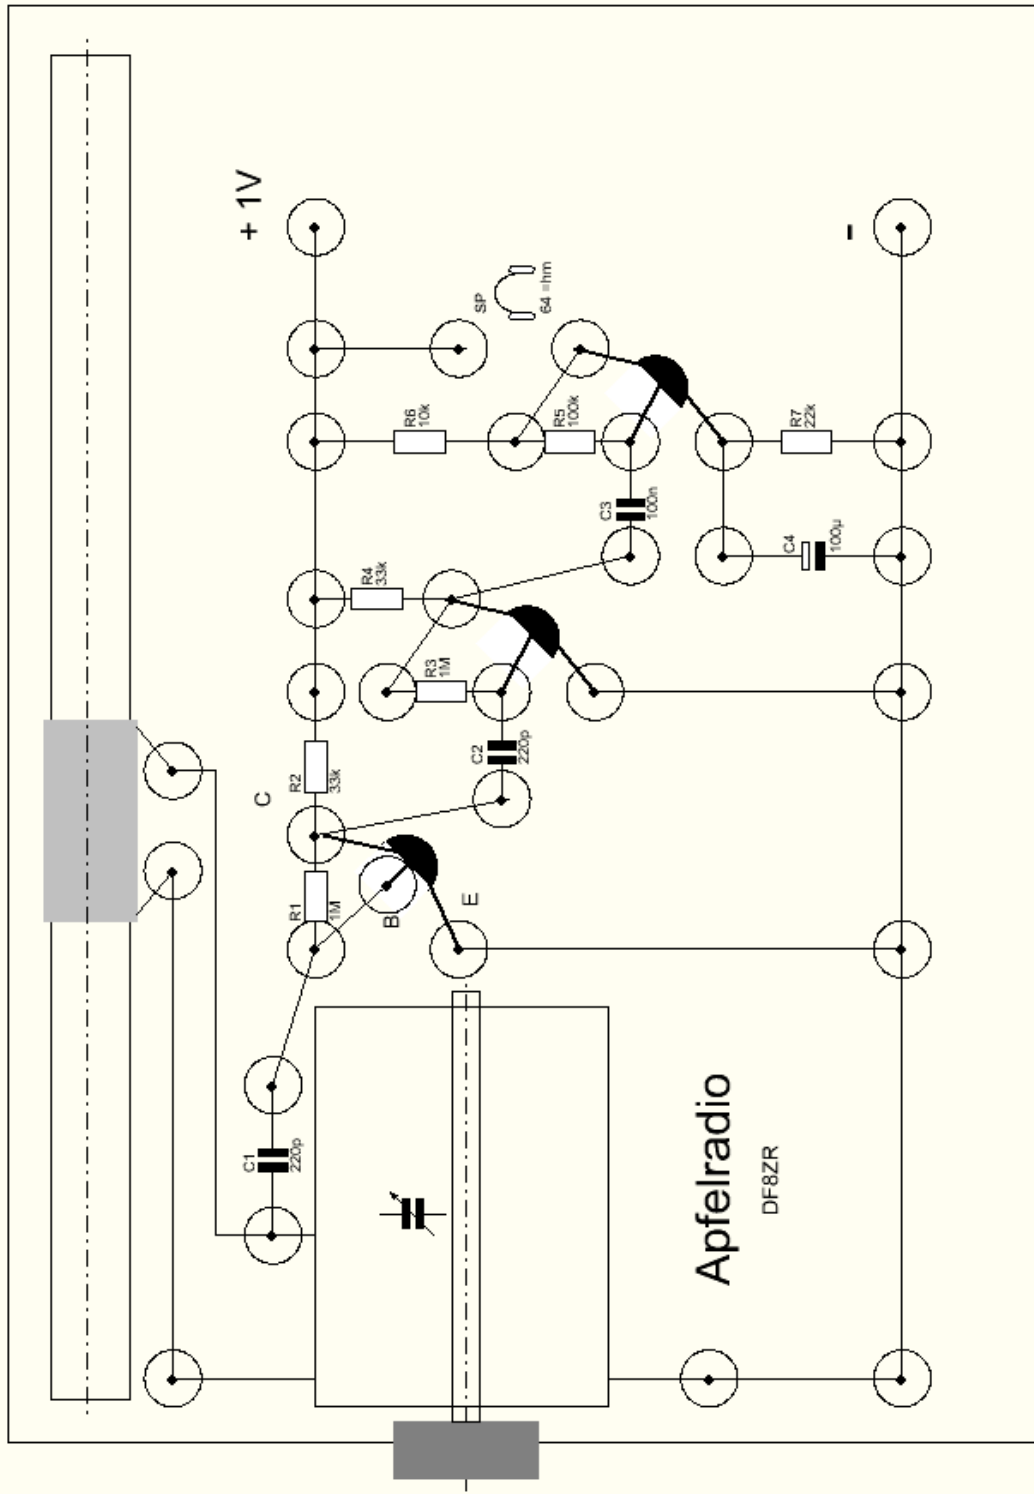 + 1V
-
SP
64 =hm
R6
10k
R5
100k
R7
22k
C3
100n
C4
100µ
R4
33k
R3
1M
C2
220p
R2
33k
C
R1
1M
B
E
C1
220p
Apfelradio
DF8ZR